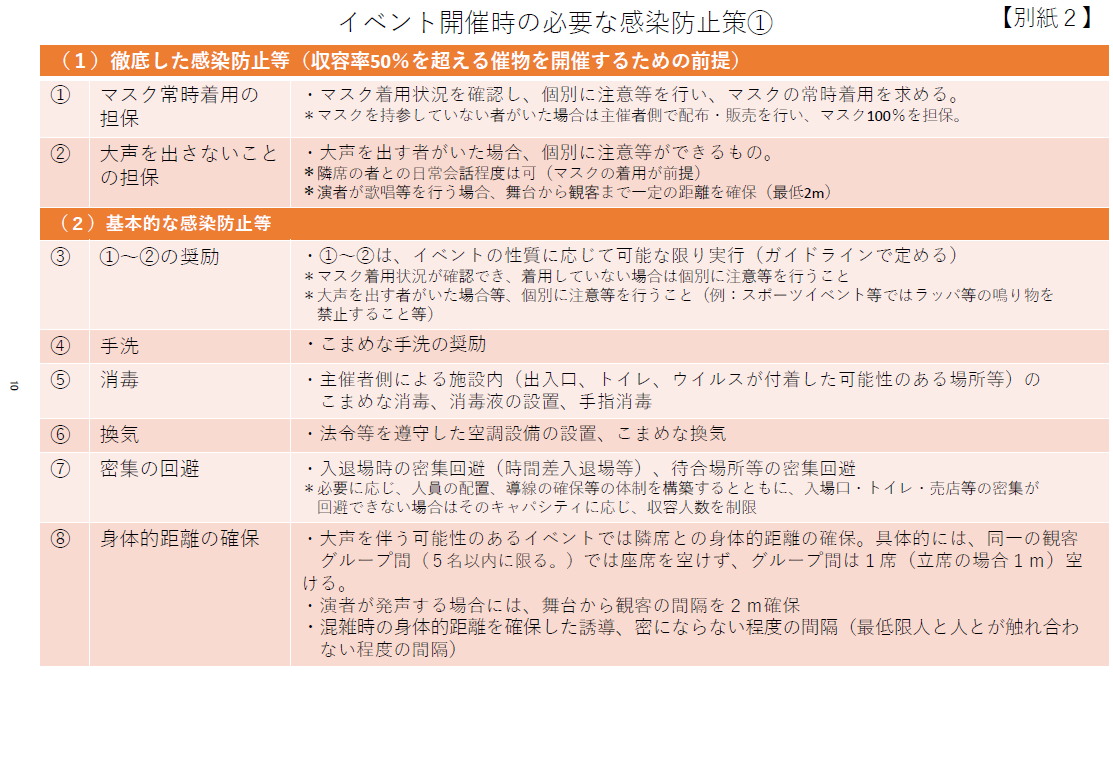 イベント開催時の必要な感染防止策①
【別紙２】
（１）徹底した感染防止等（収容率50％を超える催物を開催するための前提）
①
マスク常時着用の
担保
・マスク着用状況を確認し、個別に注意等を行い、マスクの常時着用を求める。
＊マスクを持参していない者がいた場合は主催者側で配布・販売を行い、マスク100％を担保。
②
大声を出さないこと
の担保
・大声を出す者がいた場合、個別に注意等ができるもの。
＊隣席の者との日常会話程度は可（マスクの着用が前提）
＊演者が歌唱等を行う場合、舞台から観客まで一定の距離を確保（最低2m）
（２）基本的な感染防止等
③
①～②の奨励
・①～②は、イベントの性質に応じて可能な限り実行（ガイドラインで定める）
＊マスク着用状況が確認でき、着用していない場合は個別に注意等を行うこと
＊大声を出す者がいた場合等、個別に注意等を行うこと（例：スポーツイベント等ではラッパ等の鳴り物を
禁止すること等）
④
手洗
・こまめな手洗の奨励
⑤
消毒
・主催者側による施設内（出入口、トイレ、ウイルスが付着した可能性のある場所等）の
こまめな消毒、消毒液の設置、手指消毒
⑥
換気
・法令等を遵守した空調設備の設置、こまめな換気
⑦
密集の回避
・入退場時の密集回避（時間差入退場等）、待合場所等の密集回避
＊必要に応じ、人員の配置、導線の確保等の体制を構築するとともに、入場口・トイレ・売店等の密集が
回避できない場合はそのキャパシティに応じ、収容人数を制限
⑧
身体的距離の確保
・大声を伴う可能性のあるイベントでは隣席との身体的距離の確保。具体的には、同一の観客
グループ間（５名以内に限る。）では座席を空けず、グループ間は１席（立席の場合１ｍ）空
ける。
・演者が発声する場合には、舞台から観客の間隔を２ｍ確保
・混雑時の身体的距離を確保した誘導、密にならない程度の間隔（最低限人と人とが触れ合わ
ない程度の間隔）
10